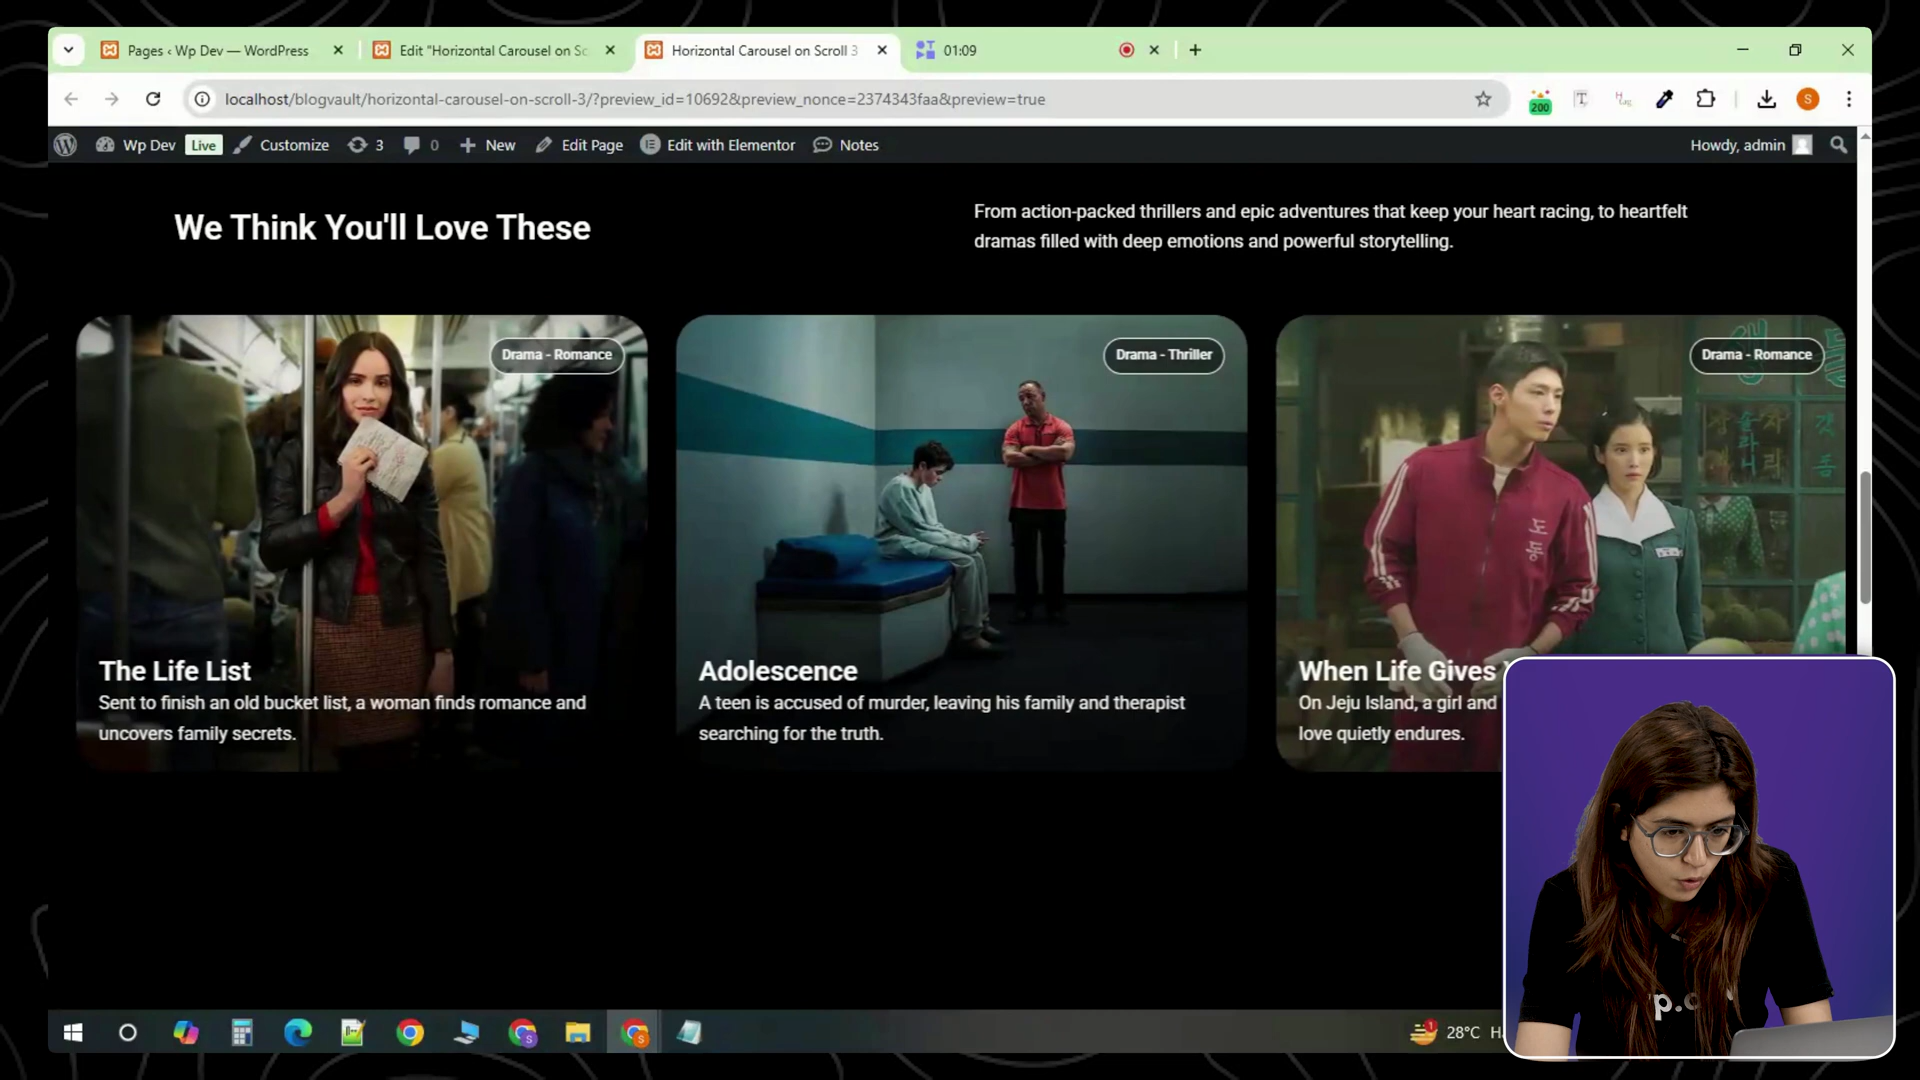 Pages ‹ Wp Dev — WordPress
Edit "Horizontal Carousel on Sc
Horizontal Carousel on Scroll 3
01:09
localhost/blogvault/horizontal-carousel-on-scroll-3/?preview_id=10692&preview_nonce=2374343faa&preview=true
200
S
Wp Dev
Live
Customize
3
0
New
Edit Page
Edit with Elementor
Notes
Howdy, admin
We Think You'll Love These
From action-packed thrillers and epic adventures that keep your heart racing, to heartfelt
dramas filled with deep emotions and powerful storytelling.
Drama - Romance
The Life List
Sent to finish an old bucket list, a woman finds romance and
uncovers family secrets.
Drama - Thriller
Adolescence
A teen is accused of murder, leaving his family and therapist
searching for the truth.
Drama - Romance
도동
When Life Gives
On Jeju Island, a girl and
love quietly endures.
1
28°C